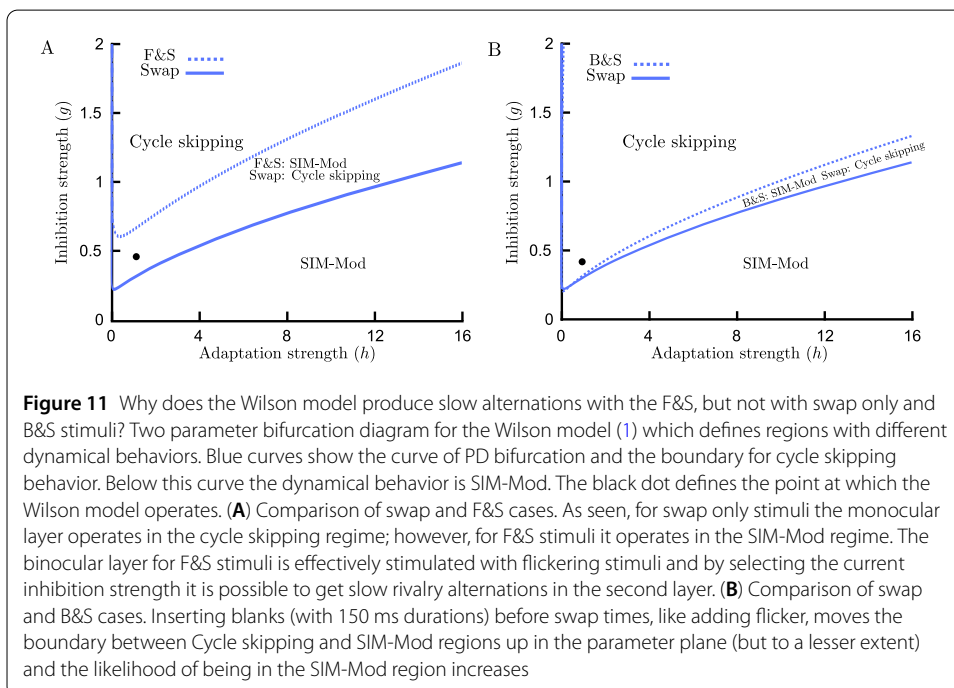 A
B
2
1.5
1
0.5
0
Inhibition strength (g)
F&S
Swap
Cycle skipping
F&S: SIM-Mod
Swap: Cycle skipping
SIM-Mod
0
4
8
12
16
Adaptation strength (h)
2
1.5
1
0.5
0
Inhibition strength (g)
B&S
Swap
Cycle skipping
B&S: SIM-Mod Swap: Cycle skipping
SIM-Mod
0
4
8
12
16
Adaptation strength (h)
Figure 11 Why does the Wilson model produce slow alternations with the F&S, but not with swap only and
B&S stimuli? Two parameter bifurcation diagram for the Wilson model (1) which defines regions with different
dynamical behaviors. Blue curves show the curve of PD bifurcation and the boundary for cycle skipping
behavior. Below this curve the dynamical behavior is SIM-Mod. The black dot defines the point at which the
Wilson model operates. (A) Comparison of swap and F&S cases. As seen, for swap only stimuli the monocular
layer operates in the cycle skipping regime; however, for F&S stimuli it operates in the SIM-Mod regime. The
binocular layer for F&S stimuli is effectively stimulated with flickering stimuli and by selecting the current
inhibition strength it is possible to get slow rivalry alternations in the second layer. (B) Comparison of swap
and B&S cases. Inserting blanks (with 150 ms durations) before swap times, like adding flicker, moves the
boundary between Cycle skipping and SIM-Mod regions up in the parameter plane (but to a lesser extent)
and the likelihood of being in the SIM-Mod region increases